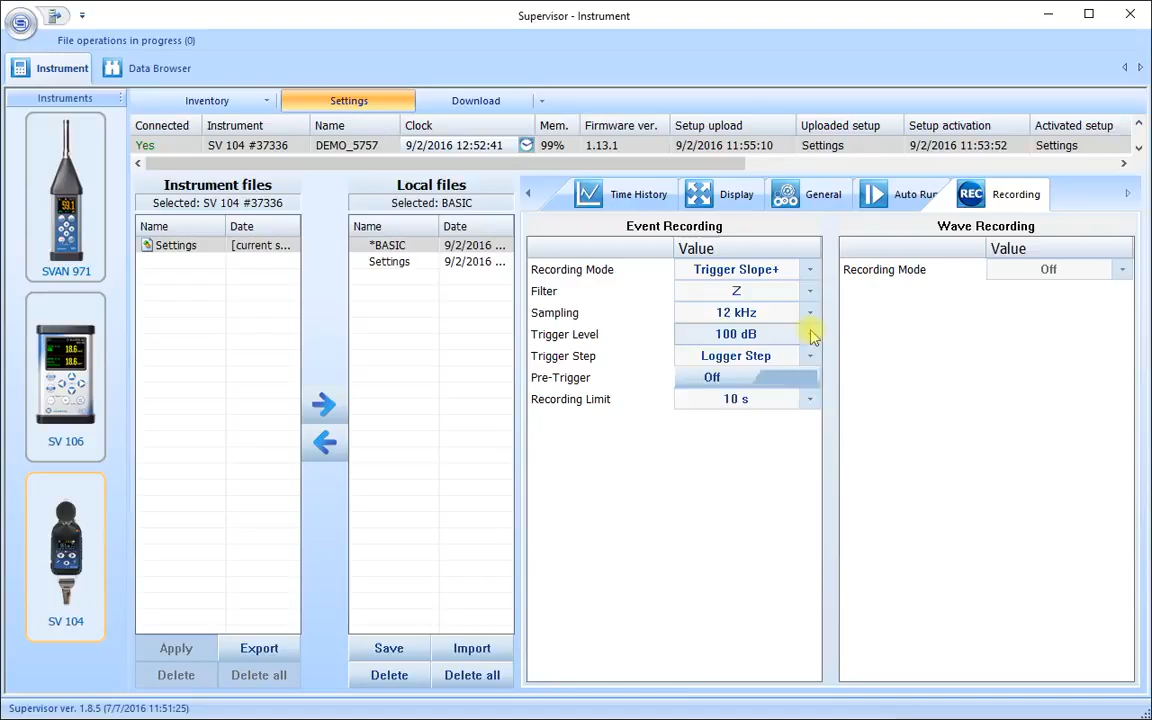 Supervisor - Instrument
File operations in progress (0)
Instrument
Data Browser
Instruments
Inventory
Settings
Download
Connected
Instrument
Name
Clock
Mem.
Firmware ver.
Setup upload
Uploaded setup
Setup activation
Activated setup
Yes
SV 104 #37336
DEMO_5757
9/2/2016 12:52:41
99%
1.13.1
9/2/2016 11:55:10
Settings
9/2/2016 11:53:52
Settings
SVAN 971
SV 106
SV 104
Instrument files
Selected: SV 104 #37336
Name
Date
Settings
[current s...
Apply
Export
Delete
Delete all
Local files
Selected: BASIC
Name
Date
*BASIC
9/2/2016 ...
Settings
9/2/2016 ...
Save
Import
Delete
Delete all
Time History
Display
General
Auto Run
REC
Recording
Event Recording
Value
Recording Mode
Trigger Slope+
Filter
Z
Sampling
12 kHz
Trigger Level
100 dB
Trigger Step
Logger Step
Pre-Trigger
Off
Recording Limit
10 s
Wave Recording
Value
Recording Mode
Off
Supervisor ver. 1.8.5 (7/7/2016 11:51:25)